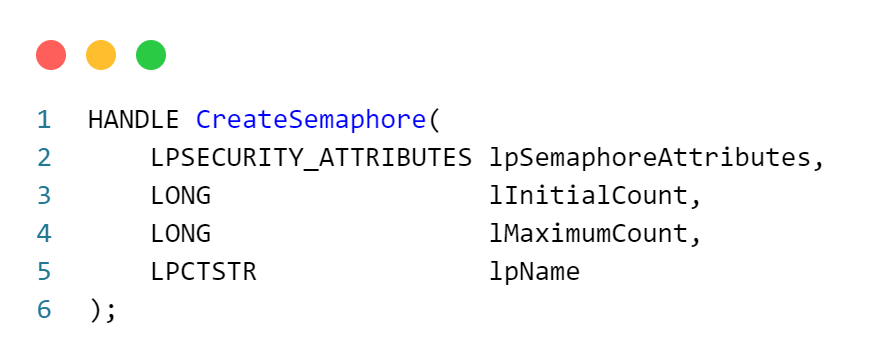 1 HANDLE CreateSemaphore(
2     LPSECURITY_ATTRIBUTES lpSemaphoreAttributes,
3     LONG                  lInitialCount,
4     LONG                  lMaximumCount,
5     LPCTSTR               lpName
6 );